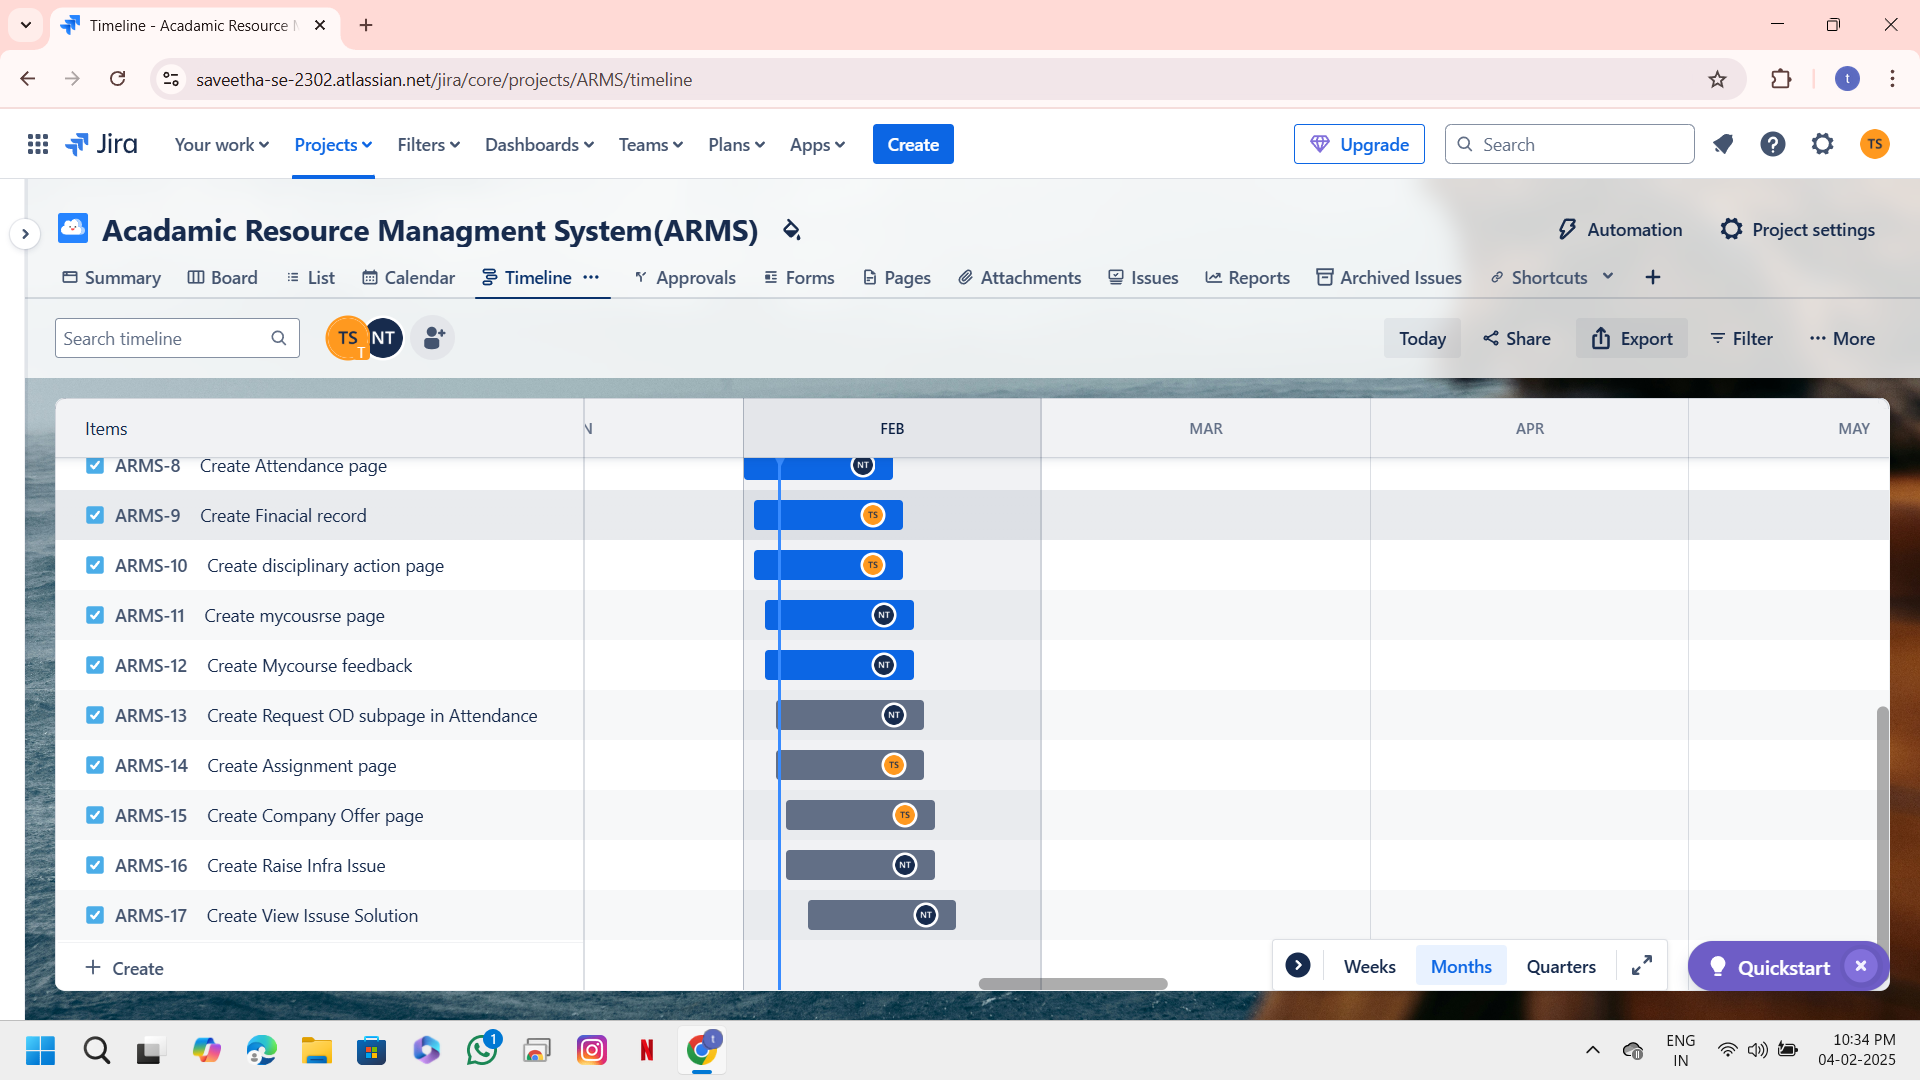 Timeline - Acadamic Resource M
saveetha-se-2302.atlassian.net/jira/core/projects/ARMS/timeline
t
Jira Your work Projects Filters Dashboards Teams Plans Apps Create Upgrade Search TS
Acadamic Resource Managment System(ARMS) Automation Project settings
Summary Board List Calendar Timeline Approvals Forms Pages Attachments Issues Reports Archived Issues Shortcuts
Search timeline TS T NT Today Share Export Filter More
Items N FEB MAR APR MAY
ARMS-8 Create Attendance page NT
ARMS-9 Create Finacial record TS
ARMS-10 Create disciplinary action page TS
ARMS-11 Create mycousrse page NT
ARMS-12 Create Mycourse feedback NT
ARMS-13 Create Request OD subpage in Attendance NT
ARMS-14 Create Assignment page TS
ARMS-15 Create Company Offer page TS
ARMS-16 Create Raise Infra Issue NT
ARMS-17 Create View Issuse Solution NT
+ Create Weeks Months Quarters Quickstart
1 N t ENG 10:34 PM
IN 04-02-2025